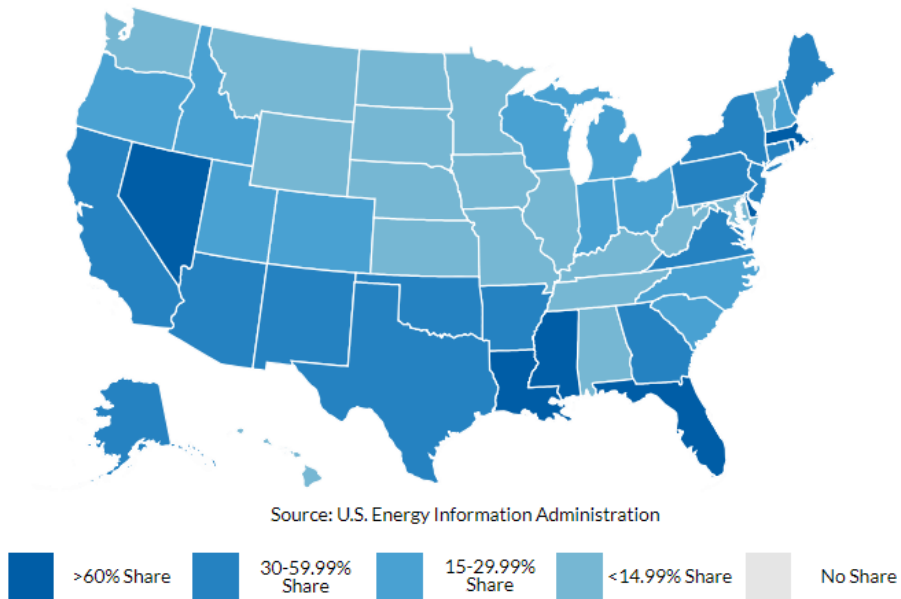 Source: U.S. Energy Information Administration
>60% Share
30-59.99%
Share
15-29.99%
Share
<14.99% Share
No Share